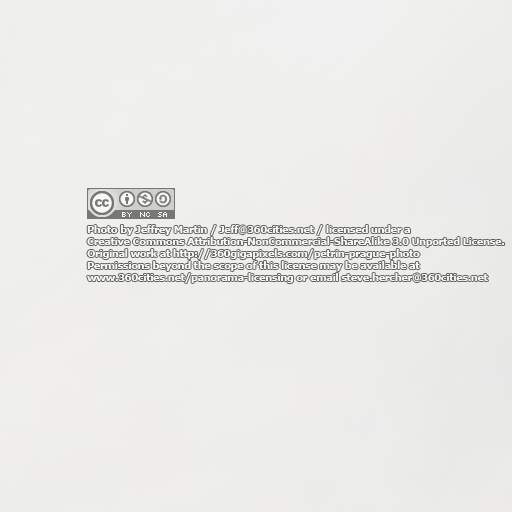 cc
BY NC SA
Photo by Jeffrey Martin / Jeff@360cities.net / licensed under a
Creative Commons Attribution-NonCommercial-ShareAlike 3.0 Unported License.
Original work at http://360gigapixels.com/petrin-prague-photo
Permissions beyond the scope of this license may be available at
www.360cities.net/panorama-licensing or email steve.hercher@360cities.net